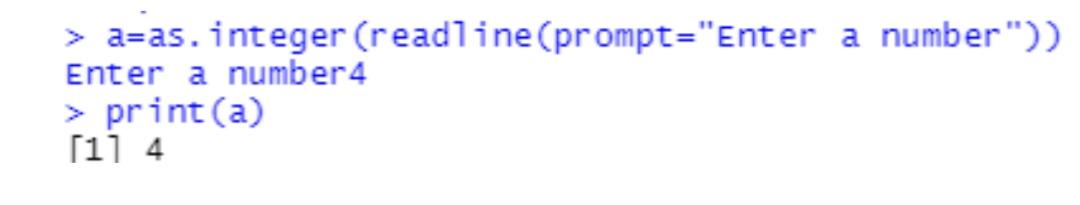 > a=as.integer(readline(prompt="Enter a number"))
Enter a number4
> print(a)
[1] 4